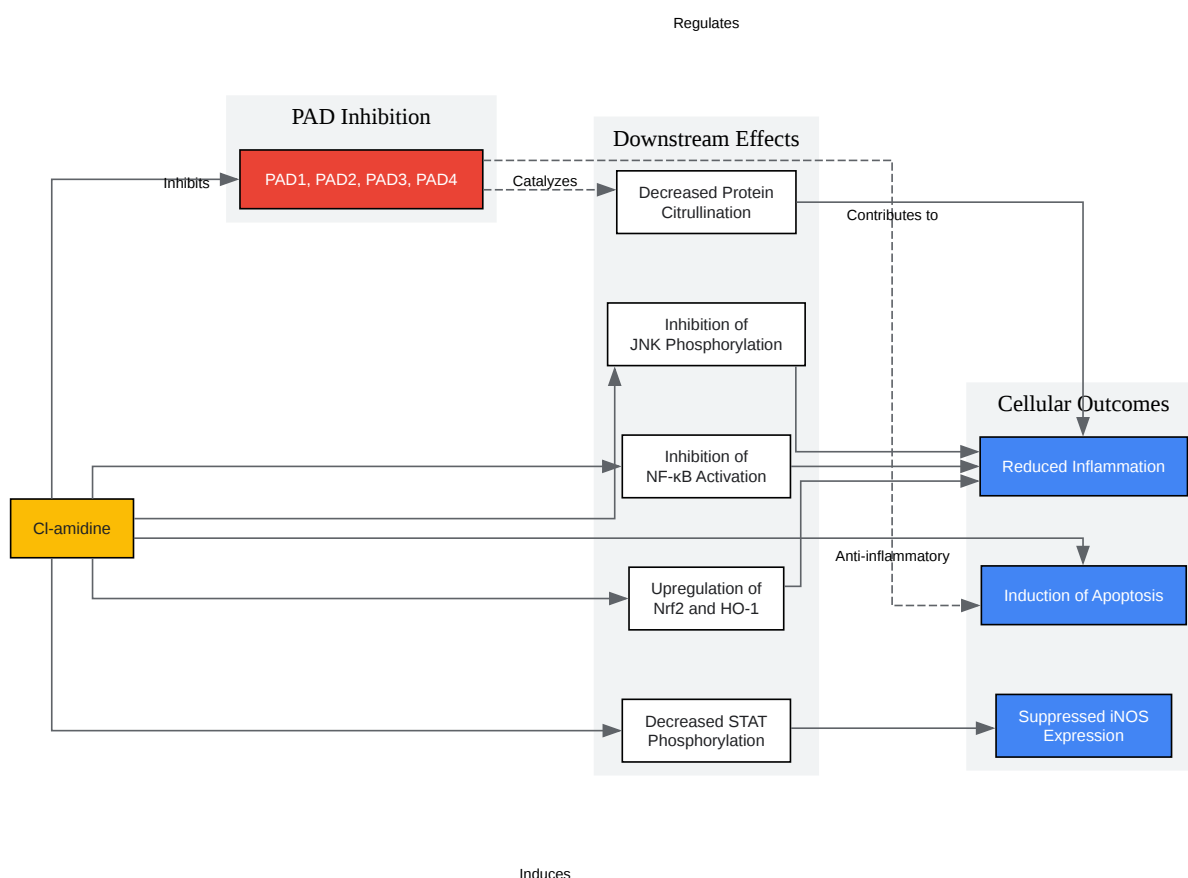 Regulates
PAD Inhibition
PAD1, PAD2, PAD3, PAD4
Inhibits
Catalyzes
Downstream Effects
Decreased Protein
Citrullination
Contributes to
Inhibition of
JNK Phosphorylation
Cellular Outcomes
Inhibition of
NF-κB Activation
Reduced Inflammation
Cl-amidine
Anti-inflammatory
Upregulation of
Nrf2 and HO-1
Induction of Apoptosis
Decreased STAT
Phosphorylation
Suppressed iNOS
Expression
Induces